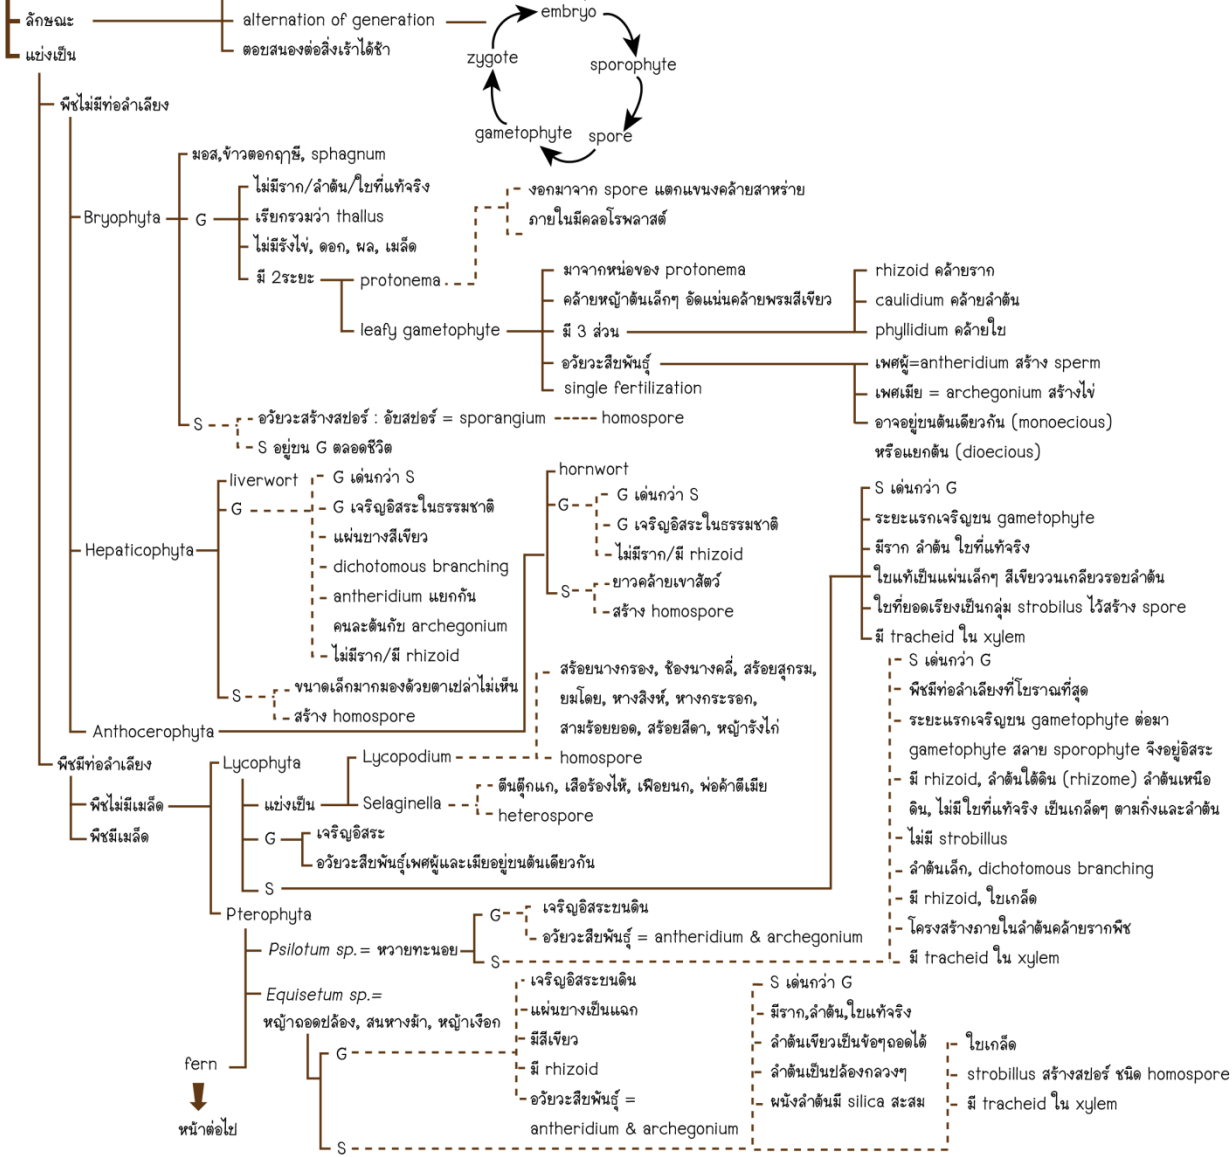 ลักษณะ
alternation of generation
ตอบสนองต่อสิ่งเร้าได้ช้า
แบ่งเป็น
embryo
sporophyte
spore
gametophyte
zygote
พืชไม่มีท่อลำเลียง
Bryophyta
มอส,ข้าวตอกฤาษี, sphagnum
G
ไม่มีราก/ลำต้น/ใบที่แท้จริง
เรียกรวมว่า thallus
ไม่มีรังไข่, ดอก, ผล, เมล็ด
มี 2ระยะ
protonema
งอกมาจาก spore แตกแขนงคล้ายสาหร่าย
ภายในมีคลอโรพลาสต์
leafy gametophyte
มาจากหน่อของ protonema
คล้ายหญ้าต้นเล็กๆ อัดแน่นคล้ายพรมสีเขียว
มี 3 ส่วน
rhizoid คล้ายราก
caulidium คล้ายลำต้น
phyllidium คล้ายใบ
อวัยวะสืบพันธุ์
เพศผู้=antheridium สร้าง sperm
เพศเมีย = archegonium สร้างไข่
อาจอยู่บนต้นเดียวกัน (monoecious)
หรือแยกต้น (dioecious)
single fertilization
S
อวัยวะสร้างสปอร์ : อับสปอร์ = sporangium
homospore
S อยู่บน G ตลอดชีวิต
Hepaticophyta
liverwort
G
G เด่นกว่า S
G เจริญอิสระในธรรมชาติ
แผ่นบางสีเขียว
dichotomous branching
antheridium แยกกัน
คนละต้นกับ archegonium
ไม่มีราก/มี rhizoid
S
ขนาดเล็กมากมองด้วยตาเปล่าไม่เห็น
สร้าง homospore
Anthocerophyta
hornwort
G
G เด่นกว่า S
G เจริญอิสระในธรรมชาติ
ไม่มีราก/มี rhizoid
S
ยาวคล้ายเขาสัตว์
สร้าง homospore
พืชมีท่อลำเลียง
พืชไม่มีเมล็ด
พืชมีเมล็ด
Lycophyta
แบ่งเป็น
Lycopodium
สร้อยนางกรอง, ช้องนางคลี่, สร้อยสุกรม,
ยมโดย, หางสิงห์, หางกระรอก,
สามร้อยยอด, สร้อยสีดา, หญ้ารังไก่
homospore
Selaginella
ตีนตุ๊กแก, เสือร้องไห้, เฟือยนก, พ่อค้าตีเมีย
heterospore
G
เจริญอิสระ
อวัยวะสืบพันธุ์เพศผู้และเมียอยู่บนต้นเดียวกัน
S
S เด่นกว่า G
ระยะแรกเจริญบน gametophyte
มีราก ลำต้น ใบที่แท้จริง
ใบแท้เป็นแผ่นเล็กๆ สีเขียววนเกลียวรอบลำต้น
ใบที่ยอดเรียงเป็นกลุ่ม strobilus ไว้สร้าง spore
มี tracheid ใน xylem
Pterophyta
Psilotum sp.= หวายทะนอย
G
เจริญอิสระบนดิน
อวัยวะสืบพันธุ์ = antheridium & archegonium
S
S เด่นกว่า G
พืชมีท่อลำเลียงที่โบราณที่สุด
ระยะแรกเจริญบน gametophyte ต่อมา
gametophyte สลาย sporophyte จึงอยู่อิสระ
มี rhizoid, ลำต้นใต้ดิน (rhizome) ลำต้นเหนือ
ดิน, ไม่มีใบที่แท้จริง เป็นเกล็ดๆ ตามกิ่งและลำต้น
ไม่มี strobillus
ลำต้นเล็ก, dichotomous branching
มี rhizoid, ใบเกล็ด
โครงสร้างภายในลำต้นคล้ายรากพืช
มี tracheid ใน xylem
Equisetum sp.=
หญ้าถอดปล้อง, สนหางม้า, หญ้าเงือก
G
เจริญอิสระบนดิน
แผ่นบางเป็นแฉก
มีสีเขียว
มี rhizoid
อวัยวะสืบพันธุ์ =
antheridium & archegonium
S
S เด่นกว่า G
มีราก,ลำต้น,ใบแท้จริง
ลำต้นเขียวเป็นข้อๆถอดได้
ลำต้นเป็นปล้องกลวงๆ
ผนังลำต้นมี silica สะสม
ใบเกล็ด
strobillus สร้างสปอร์ ชนิด homospore
มี tracheid ใน xylem
fern
หน้าต่อไป